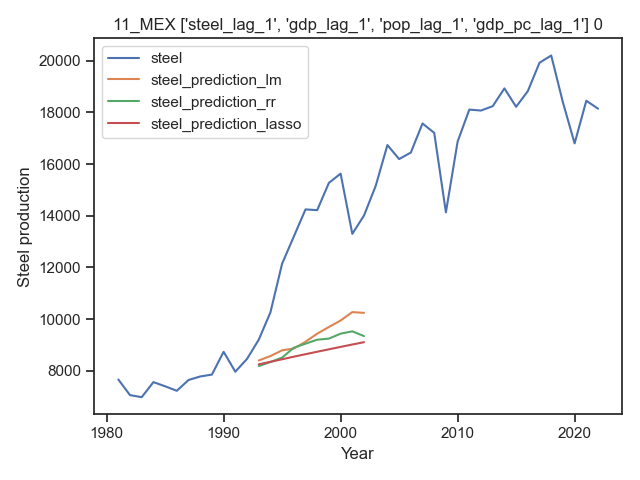 11_MEX ['steel_lag_1', 'gdp_lag_1', 'pop_lag_1', 'gdp_pc_lag_1'] 0
steel
steel_prediction_lm
steel_prediction_rr
steel_prediction_lasso
Steel production
20000
18000
16000
14000
12000
10000
8000
1980
1990
2000
2010
2020
Year